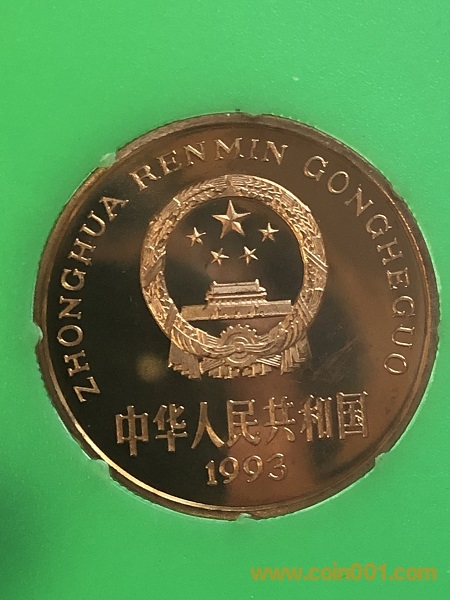 ZHONGHUA RENMIN GONGHEGUO
中华人民共和国
1993
www.coin001.com